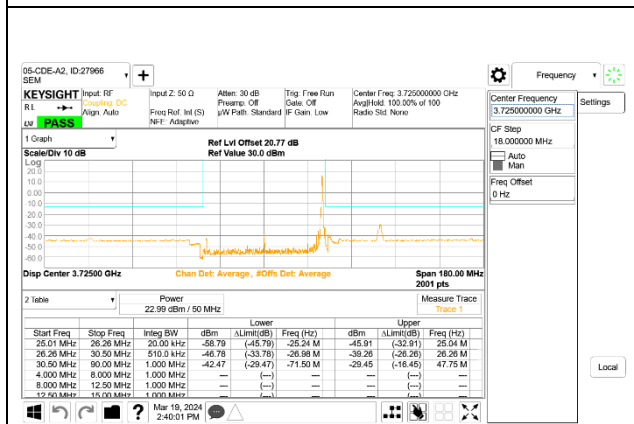 05-CDE-A2, ID:27966
SEM
Frequency
KEYSIGHT Input: RF Input Z: 50 Ω Atten: 30 dB Trig: Free Run Center Freq: 3.725000000 GHz
R L Coupling: DC Preamp: Off Gate: Off Avg|Hold: 100.00% of 100
Align: Auto Freq Ref: Int (S) µW Path: Standard IF Gain: Low Radio Std: None
NFE: Adaptive
PASS
Center Frequency
3.725000000 GHz
Settings
CF Step
18.000000 MHz
Auto
Man
Freq Offset
0 Hz
1 Graph
Ref Lvl Offset 20.77 dB
Scale/Div 10 dB Ref Value 30.0 dBm
Log
20.0
10.0
0.00
-10.0
-20.0
-30.0
-40.0
-50.0
-60.0
Disp Center 3.72500 GHz Chan Det: Average, #Offs Det: Average Span 180.00 MHz
2001 pts
2 Table Power Measure Trace
22.99 dBm / 50 MHz Trace 1
Lower Upper
Start Freq Stop Freq Integ BW dBm ΔLimit(dB) Freq (Hz) dBm ΔLimit(dB) Freq (Hz)
25.01 MHz 26.26 MHz 20.00 kHz -58.79 (-45.79) -25.24 M -45.91 (-32.91) 25.04 M
26.26 MHz 30.50 MHz 510.0 kHz -46.78 (-33.78) -26.98 M -39.26 (-26.26) 26.26 M
30.50 MHz 90.00 MHz 1.000 MHz -42.47 (-29.47) -71.50 M -29.45 (-16.45) 47.75 M
4.000 MHz 8.000 MHz 1.000 MHz --- (---) --- --- (---) ---
8.000 MHz 12.50 MHz 1.000 MHz --- (---) --- --- (---) ---
12.50 MHz 15.00 MHz 1.000 MHz --- (---) --- --- (---) ---
Local
? Mar 19, 2024
2:40:01 PM